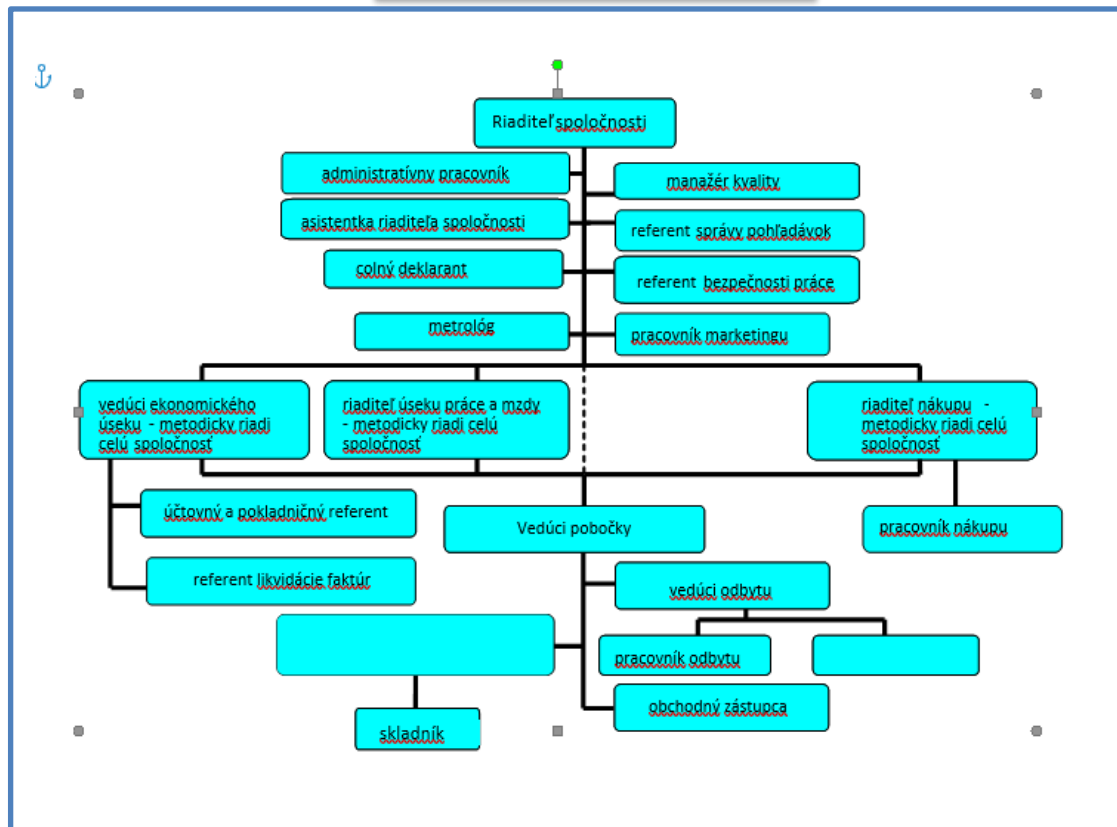 Riaditeľ spoločnosti
administratívny pracovník
manažér kvality
asistentka riaditeľa spoločnosti
referent správy pohľadávok
colný deklarant
referent bezpečnosti práce
metrológ
pracovník marketingu
vedúci ekonomického
úseku - metodicky riadi
celú spoločnosť
riaditeľ úseku práce a mzdy
- metodicky riadi celú
spoločnosť
riaditeľ nákupu -
metodicky riadi celú
spoločnosť
účtovný a pokladničný referent
Vedúci pobočky
pracovník nákupu
referent likvidácie faktúr
vedúci odbytu
pracovník odbytu
obchodný zástupca
skladník